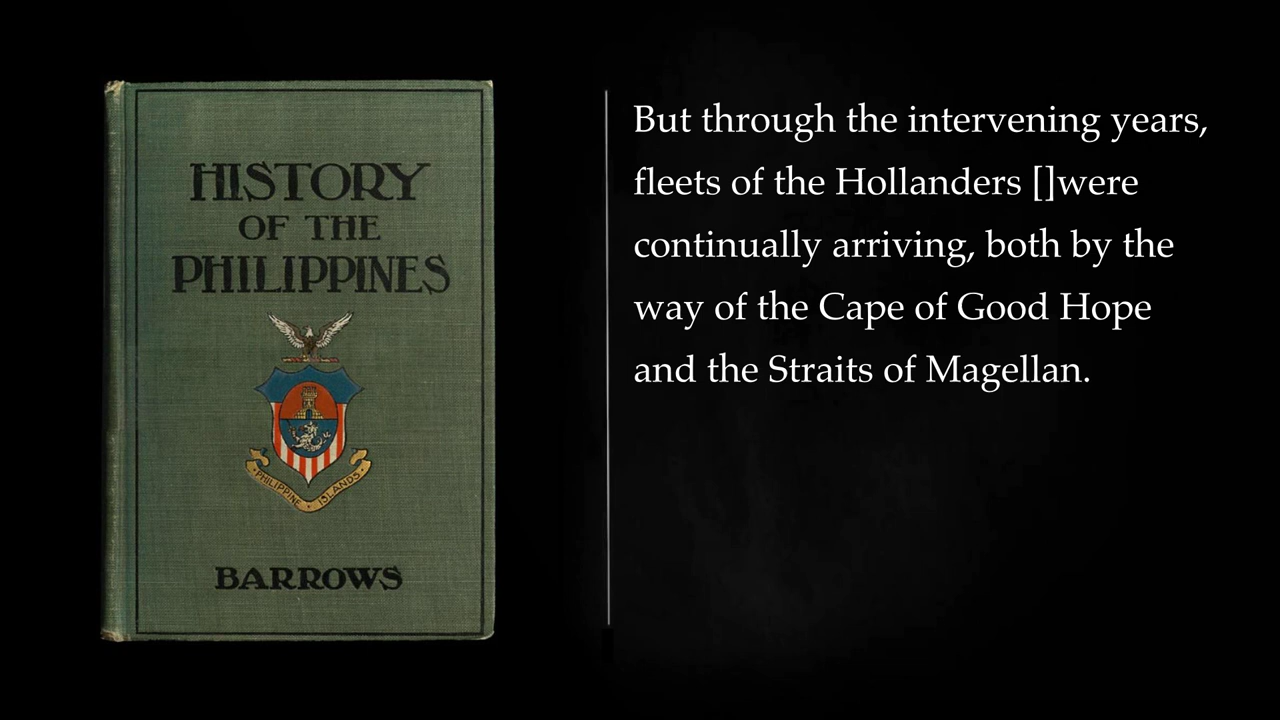 HISTORY
OF THE
PHILIPPINES
PHILIPPINE • ISLANDS
BARROWS
But through the intervening years,
fleets of the Hollanders []were
continually arriving, both by the
way of the Cape of Good Hope
and the Straits of Magellan.